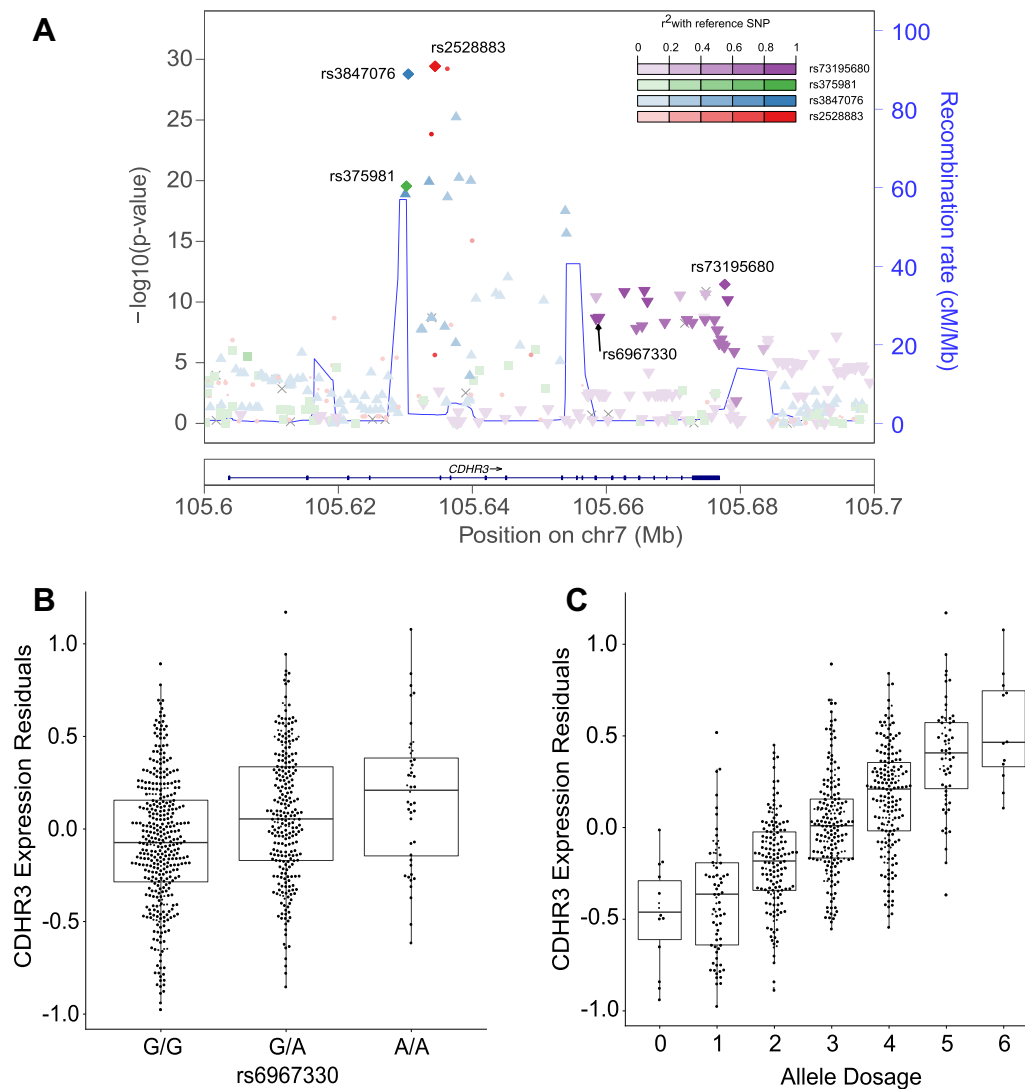 A
r2with reference SNP
0 0.2 0.4 0.6 0.8 1
rs73195680
rs375981
rs3847076
rs2528883
rs2528883
rs3847076
rs375981
rs73195680
rs6967330
−log10(p-value)
30
25
20
15
10
5
0
Recombination rate (cM/Mb)
100
80
60
40
20
0
CDHR3→
105.6 105.62 105.64 105.66 105.68 105.7
Position on chr7 (Mb)
B
CDHR3 Expression Residuals
1.0
0.5
0.0
-0.5
-1.0
G/G G/A A/A
rs6967330
C
CDHR3 Expression Residuals
1.0
0.5
0.0
-0.5
-1.0
0 1 2 3 4 5 6
Allele Dosage